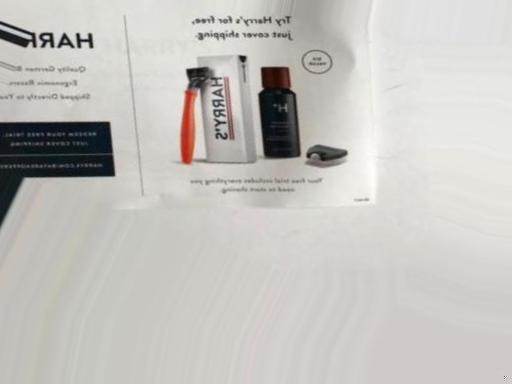 HARR
Quality German
Ergonomic Razors.
Shipped Directly to You
REDEEM YOUR FREE TRIAL,
JUST COVER SHIPPING
Try Harry's for free,
just cover shipping.
HARRY'S
H'S
Your free trial includes everything you
need to start shaving.